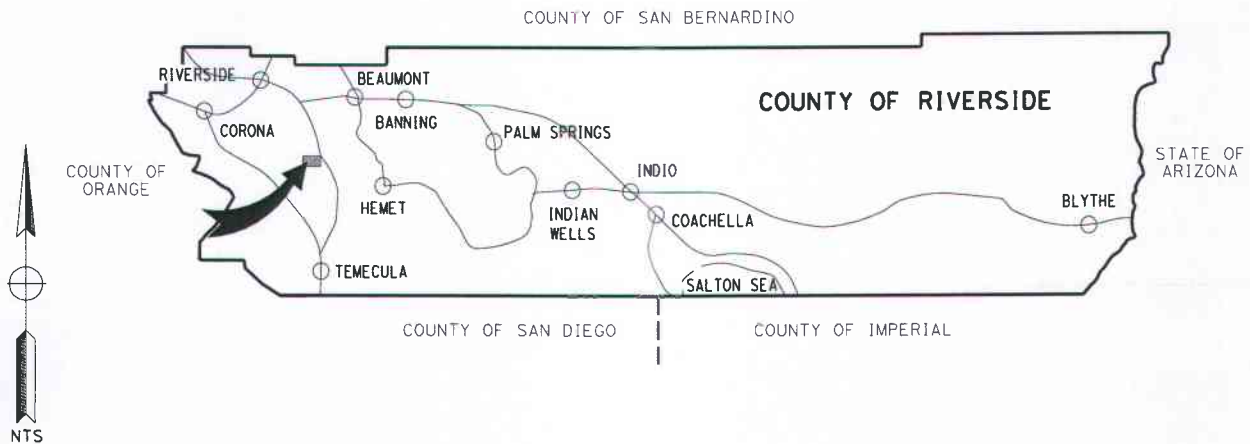 COUNTY OF SAN BERNARDINO
RIVERSIDE
BEAUMONT
COUNTY OF RIVERSIDE
CORONA
BANNING
PALM SPRINGS
COUNTY OF
ORANGE
STATE OF
ARIZONA
INDIO
HEMET
INDIAN
WELLS
COACHELLA
BLYTHE
TEMECULA
SALTON SEA
COUNTY OF SAN DIEGO
COUNTY OF IMPERIAL
NTS